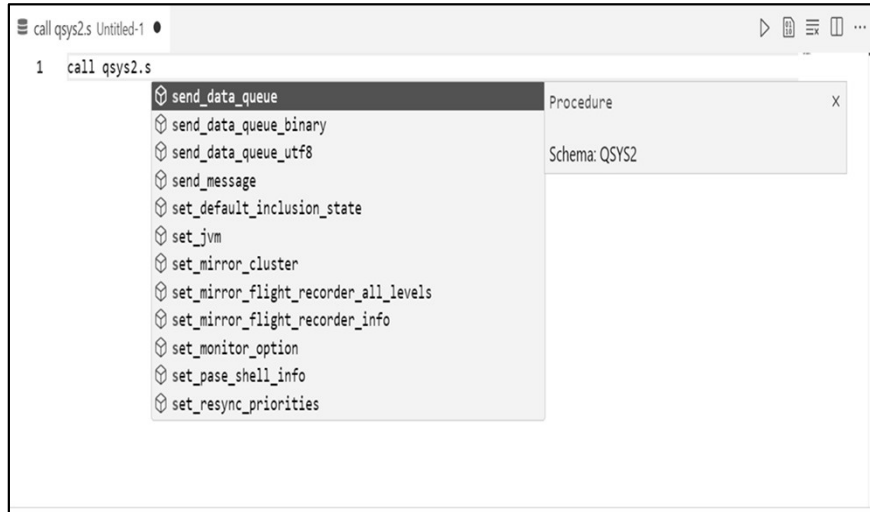 call qsys2.s Untitled-1
1 call qsys2.s
send_data_queue
send_data_queue_binary
send_data_queue_utf8
send_message
set_default_inclusion_state
set_jvm
set_mirror_cluster
set_mirror_flight_recorder_all_levels
set_mirror_flight_recorder_info
set_monitor_option
set_pase_shell_info
set_resync_priorities
Procedure X
Schema: QSYS2